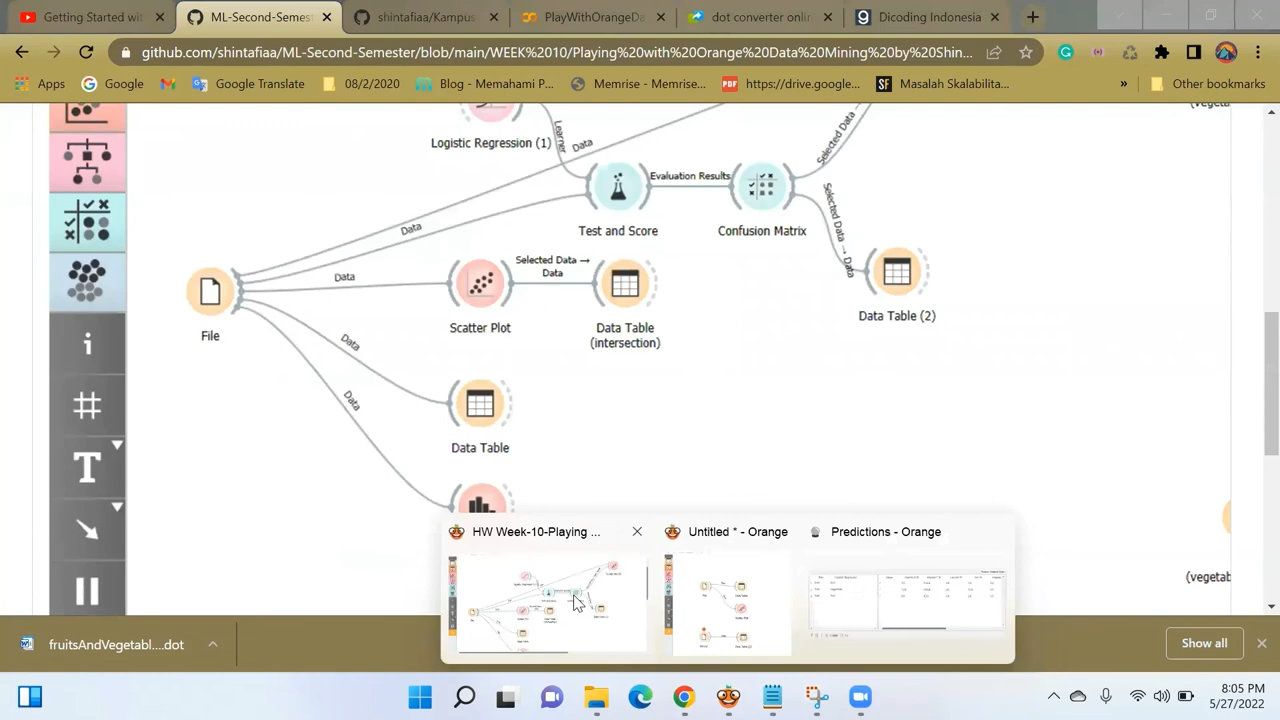 Getting Started wit
ML-Second-Semest
shintafiaa/Kampus
PlayWithOrangeDa
dot converter onlin
Dicoding Indonesia
github.com/shintafiaa/ML-Second-Semester/blob/main/WEEK%2010/Playing%20with%20Orange%20Data%20Mining%20by%20Shin...
Apps
Google
Google Translate
08/2/2020
Blog - Memahami P...
Memrise - Memrise...
https://drive.google...
Masalah Skalabilita...
»
Other bookmarks
Logistic Regression (1)
Learner
Data
Selected Data
Evaluation Results
Test and Score
Confusion Matrix
Data
Selected Data → Data
Selected Data →
Data
Data
File
Scatter Plot
Data Table
(intersection)
Data Table (2)
Data
Data
Data Table
HW Week-10-Playing ...
Untitled * - Orange
Predictions - Orange
(vegetab
fruitsAndVegetabl....dot
Show all
8:05 PM
5/27/2022